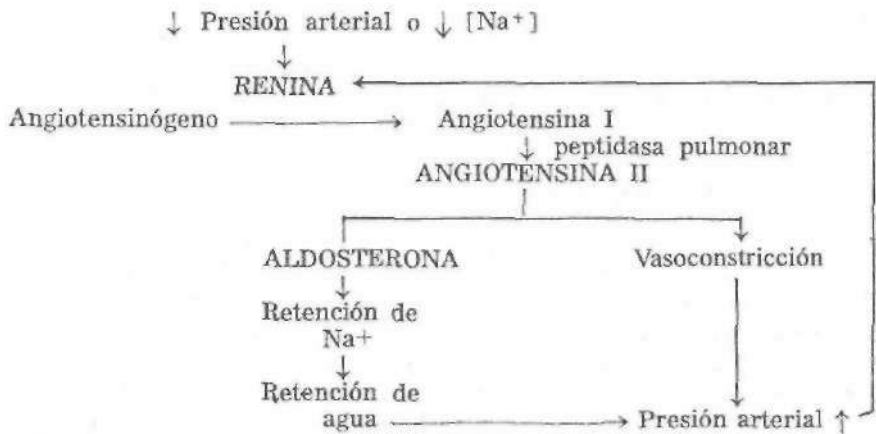 ↓ Presión arterial o ↓ [Na⁺]
↓
RENINA ←
Angiotensinógeno → Angiotensina I
↓ peptidasa pulmonar
ANGIOTENSINA II
ALDOSTERONA Vasoconstricción
↓
Retención de
Na+
↓
Retención de
agua → Presión arterial ↑